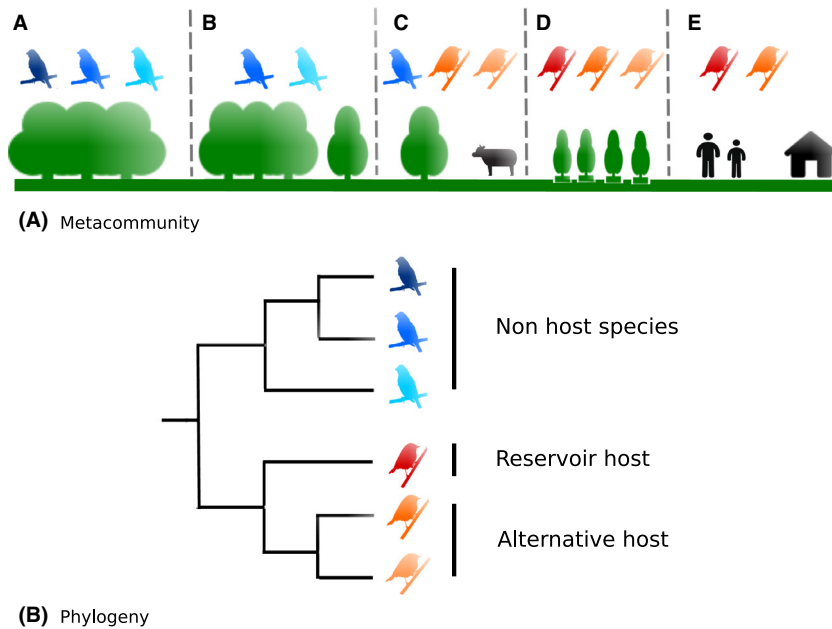 A B C D E
(A) Metacommunity
Non host species
Reservoir host
Alternative host
(B) Phylogeny